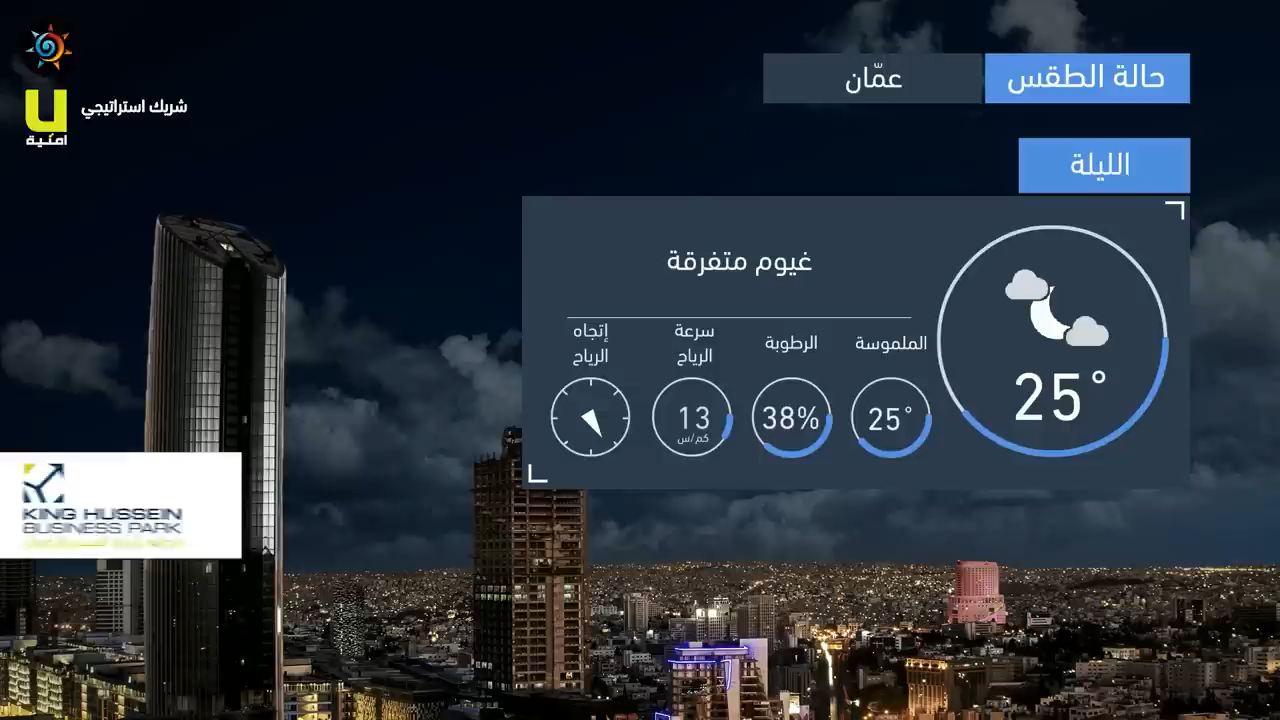 حالة الطقس
عمّان
شريك استراتيجي
U
امنية
الليلة
غيوم متفرقة
25°
الملموسة
25°
الرطوبة
38%
سرعة
الرياح
13
كم/س
إتجاه
الرياح
KING HUSSEIN
BUSINESS PARK